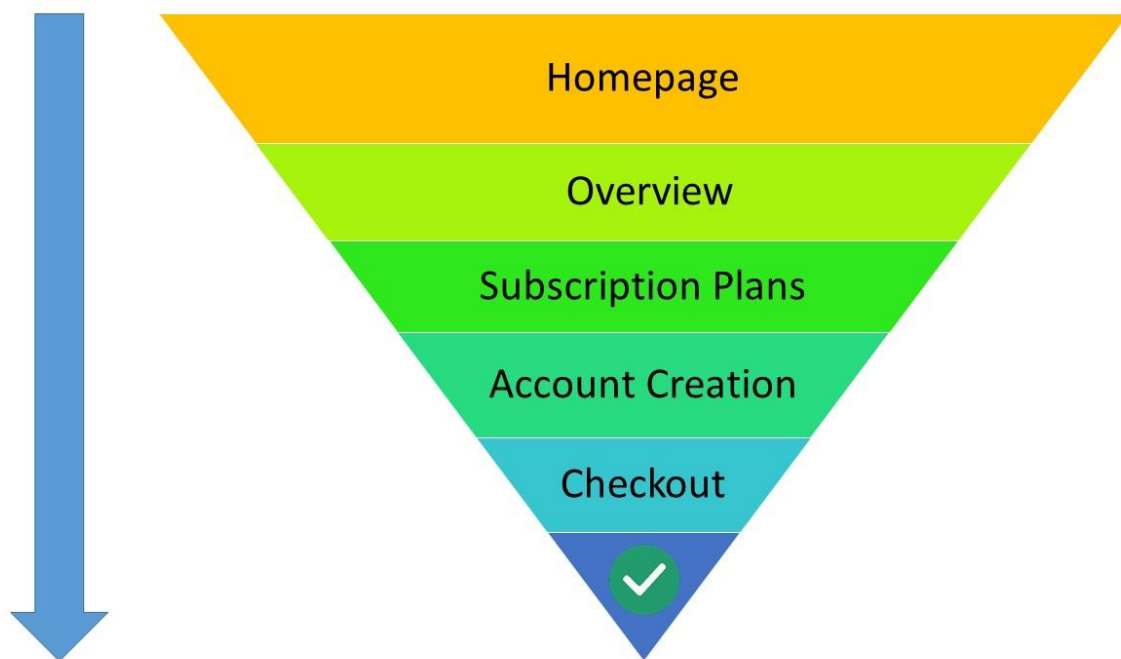 Homepage
Overview
Subscription Plans
Account Creation
Checkout